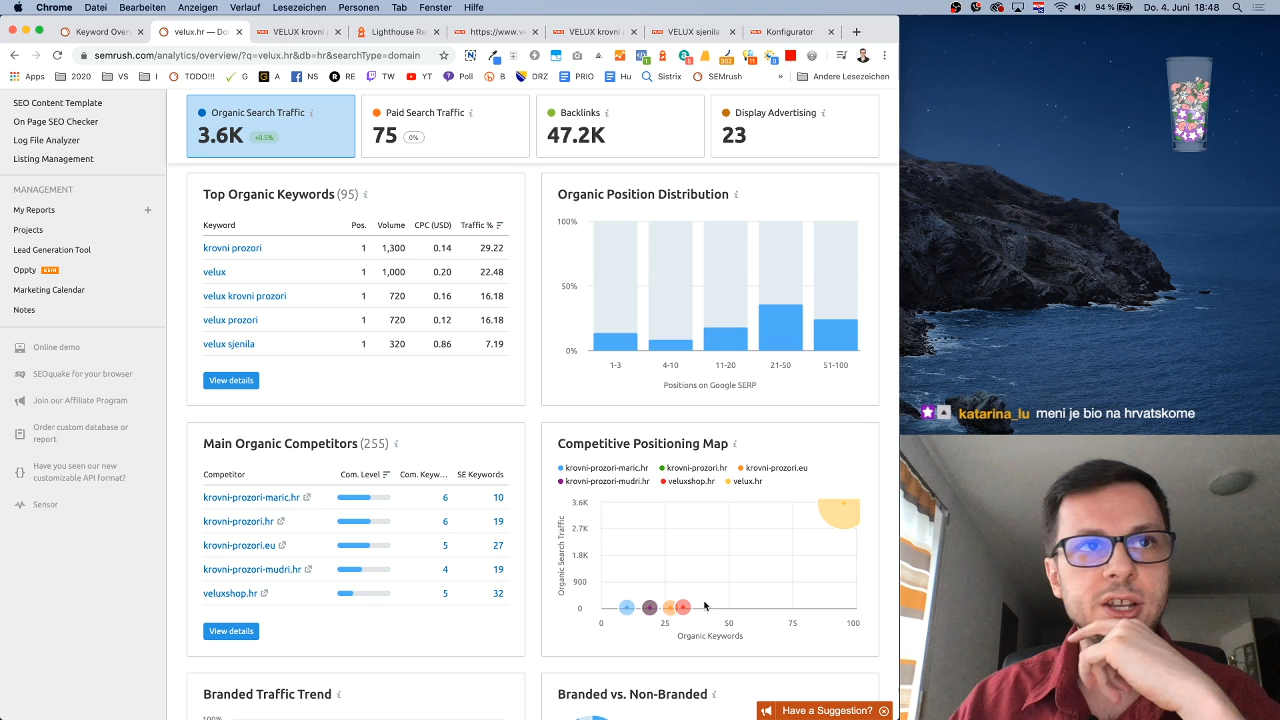 Chrome Datei Bearbeiten Anzeigen Verlauf Lesezeichen Personen Tab Fenster Hilfe 94 % Do. 4. Juni 18:48
Keyword Over velux.hr — Do VELUX krovni p Lighthouse Re https://www.ve VELUX krovni p VELUX sjenila Konfigurator
semrush.com/analytics/overview/?q=velux.hr&db=hr&searchType=domain
Apps 2020 VS I TODO!!! G A NS RE TW YT Poll B DRZ PRIO Hu Sistrix SEMrush » Andere Lesezeichen
SEO Content Template
On Page SEO Checker
Log File Analyzer
Listing Management
MANAGEMENT
My Reports +
Projects
Lead Generation Tool
Oppty BETA
Marketing Calendar
Notes
Online demo
SEOquake for your browser
Join our Affiliate Program
Order custom database or
report
Have you seen our new
customizable API format?
Sensor
Organic Search Traffic i
3.6K +0.5%
Paid Search Traffic i
75 0%
Backlinks i
47.2K
Display Advertising i
23
Top Organic Keywords (95) i
Keyword Pos. Volume CPC (USD) Traffic %
krovni prozori 1 1,300 0.14 29.22
velux 1 1,000 0.20 22.48
velux krovni prozori 1 720 0.16 16.18
velux prozori 1 720 0.12 16.18
velux sjenila 1 320 0.86 7.19
View details
Organic Position Distribution i
100%
50%
0%
1-3 4-10 11-20 21-50 51-100
Positions on Google SERP
Main Organic Competitors (255) i
Competitor Com. Level Com. Keyw... SE Keywords
krovni-prozori-maric.hr 6 10
krovni-prozori.hr 6 19
krovni-prozori.eu 5 27
krovni-prozori-mudri.hr 4 19
veluxshop.hr 5 32
View details
Competitive Positioning Map i
krovni-prozori-maric.hr krovni-prozori.hr krovni-prozori.eu
krovni-prozori-mudri.hr veluxshop.hr velux.hr
3.6K
2.7K
1.8K
900
0
Organic Search Traffic
0 25 50 75 100
Organic Keywords
Branded Traffic Trend i
100%
Branded vs. Non-Branded i
Have a Suggestion?
katarina_lu meni je bio na hrvatskome